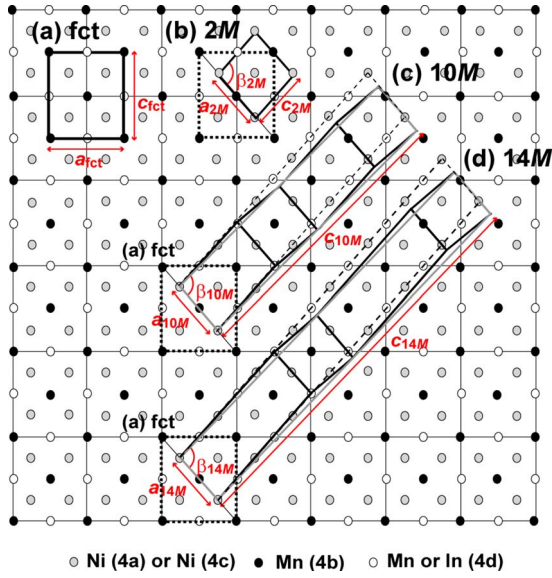 (a) fct
(b) 2M
c_fct
a_fct
β_2M
a_2M
c_2M
(c) 10M
(d) 14M
c_10M
(a) fct
β_10M
a_10M
c_14M
(a) fct
β_14M
a_14M
Ni (4a) or Ni (4c)
Mn (4b)
Mn or In (4d)